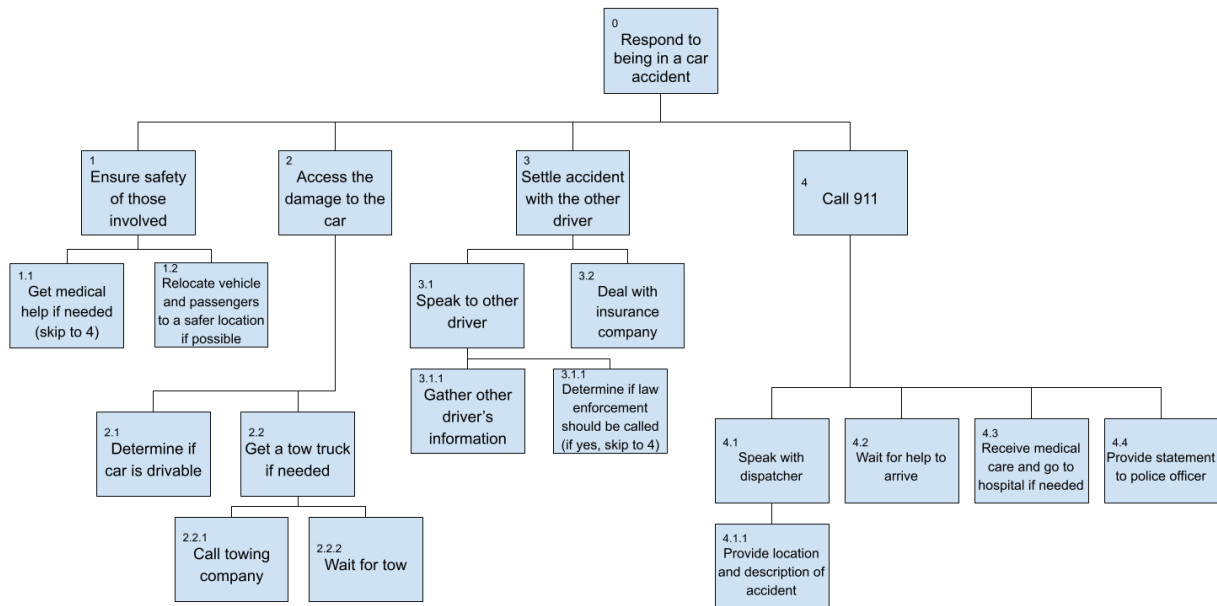 0
Respond to
being in a car
accident
1
Ensure safety
of those
involved
2
Access the
damage to the
car
3
Settle accident
with the other
driver
4
Call 911
1.1
Get medical
help if needed
(skip to 4)
1.2
Relocate vehicle
and passengers
to a safer location
if possible
3.1
Speak to other
driver
3.2
Deal with
insurance
company
3.1.1
Gather other
driver's
information
3.1.1
Determine if law
enforcement
should be called
(if yes, skip to 4)
2.1
Determine if
car is drivable
2.2
Get a tow truck
if needed
4.1
Speak with
dispatcher
4.2
Wait for help to
arrive
4.3
Receive medical
care and go to
hospital if needed
4.4
Provide statement
to police officer
2.2.1
Call towing
company
2.2.2
Wait for tow
4.1.1
Provide location
and description of
accident